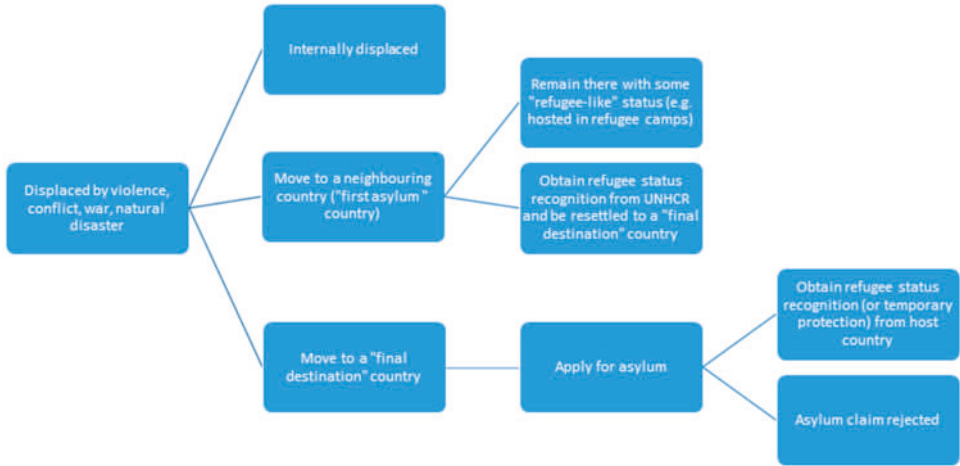 Internally displaced
Remain there with some
"refugee-like" status (e.g.
hosted in refugee camps)
Displaced by violence,
conflict, war, natural
disaster
Move to a neighbouring
country ("first asylum "
country)
Obtain refugee status
recognition from UNHCR
and be resettled to a "final
destination" country
Obtain refugee status
recognition (or temporary
protection) from host
country
Move to a "final
destination" country
Apply for asylum
Asylum claim rejected